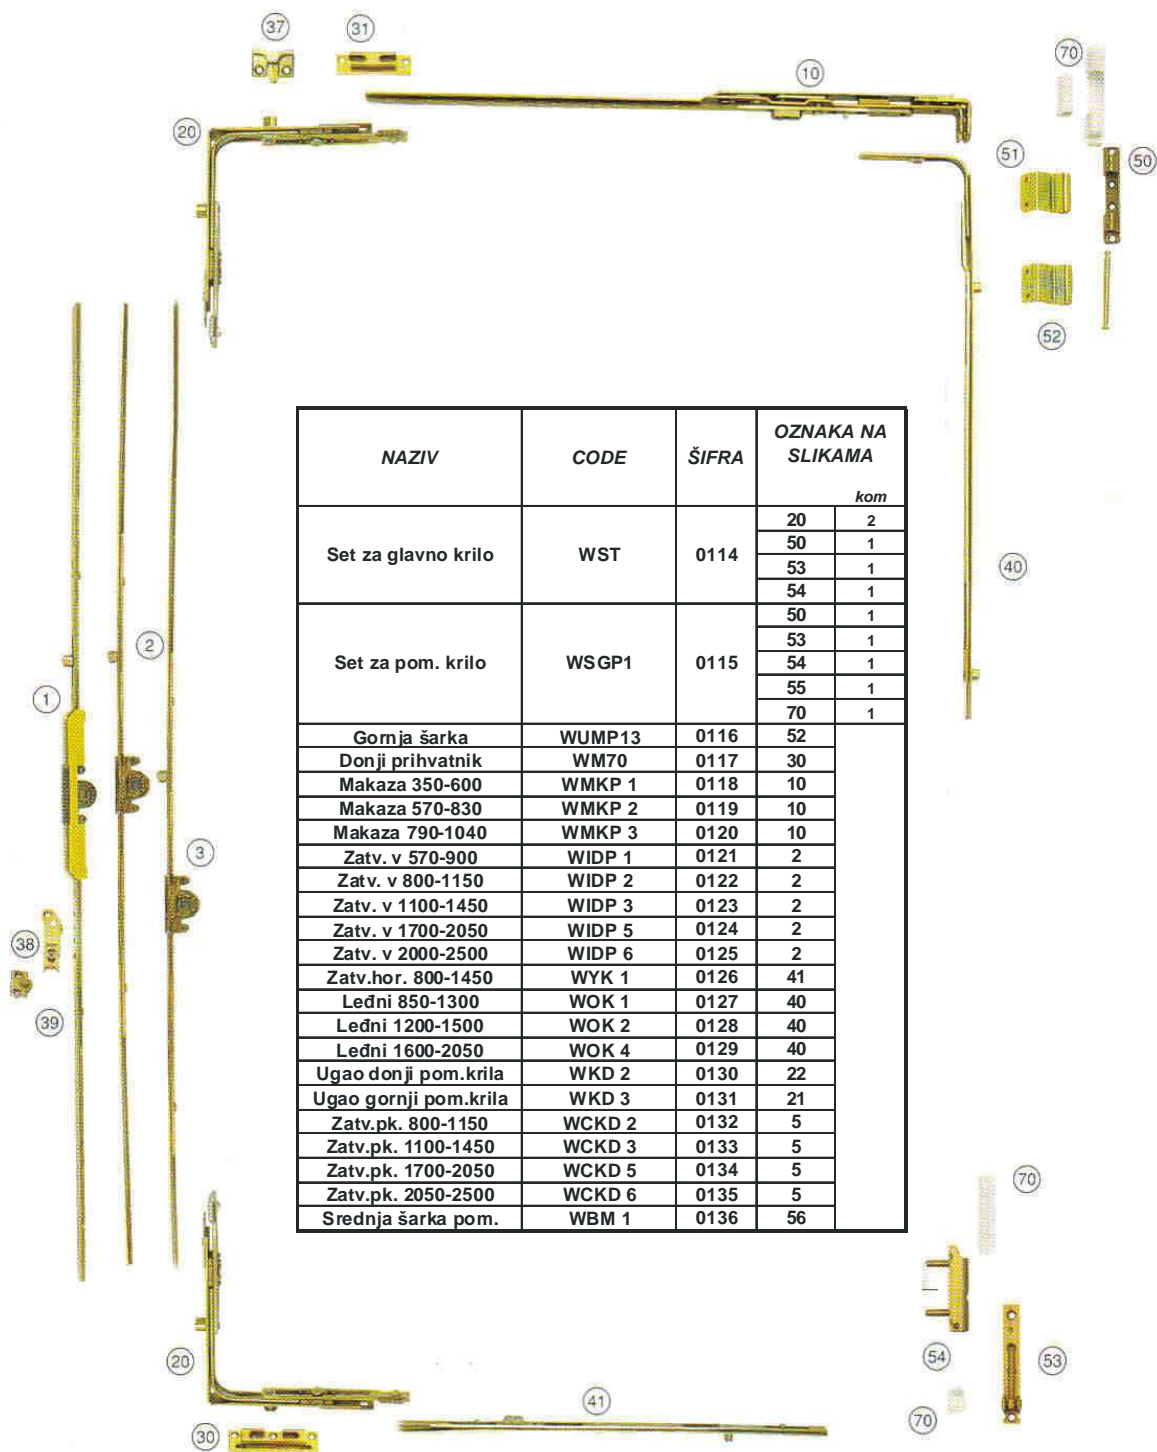 37
31
70
10
20
51
50
52
NAZIV CODE ŠIFRA OZNAKA NA SLIKAMA
kom
Set za glavno krilo WST 0114
20 2
50 1
53 1
54 1
Set za pom. krilo WSGP1 0115
50 1
53 1
54 1
55 1
70 1
Gornja šarka WUMP13 0116 52
Donji prihvatnik WM70 0117 30
Makaza 350-600 WMKP 1 0118 10
Makaza 570-830 WMKP 2 0119 10
Makaza 790-1040 WMKP 3 0120 10
Zatv. v 570-900 WIDP 1 0121 2
Zatv. v 800-1150 WIDP 2 0122 2
Zatv. v 1100-1450 WIDP 3 0123 2
Zatv. v 1700-2050 WIDP 5 0124 2
Zatv. v 2000-2500 WIDP 6 0125 2
Zatv.hor. 800-1450 WYK 1 0126 41
Leđni 850-1300 WOK 1 0127 40
Leđni 1200-1500 WOK 2 0128 40
Leđni 1600-2050 WOK 4 0129 40
Ugao donji pom.krila WKD 2 0130 22
Ugao gornji pom.krila WKD 3 0131 21
Zatv.pk. 800-1150 WCKD 2 0132 5
Zatv.pk. 1100-1450 WCKD 3 0133 5
Zatv.pk. 1700-2050 WCKD 5 0134 5
Zatv.pk. 2050-2500 WCKD 6 0135 5
Srednja šarka pom. WBM 1 0136 56
40
2
1
3
38
39
70
54
53
20
41
70
30